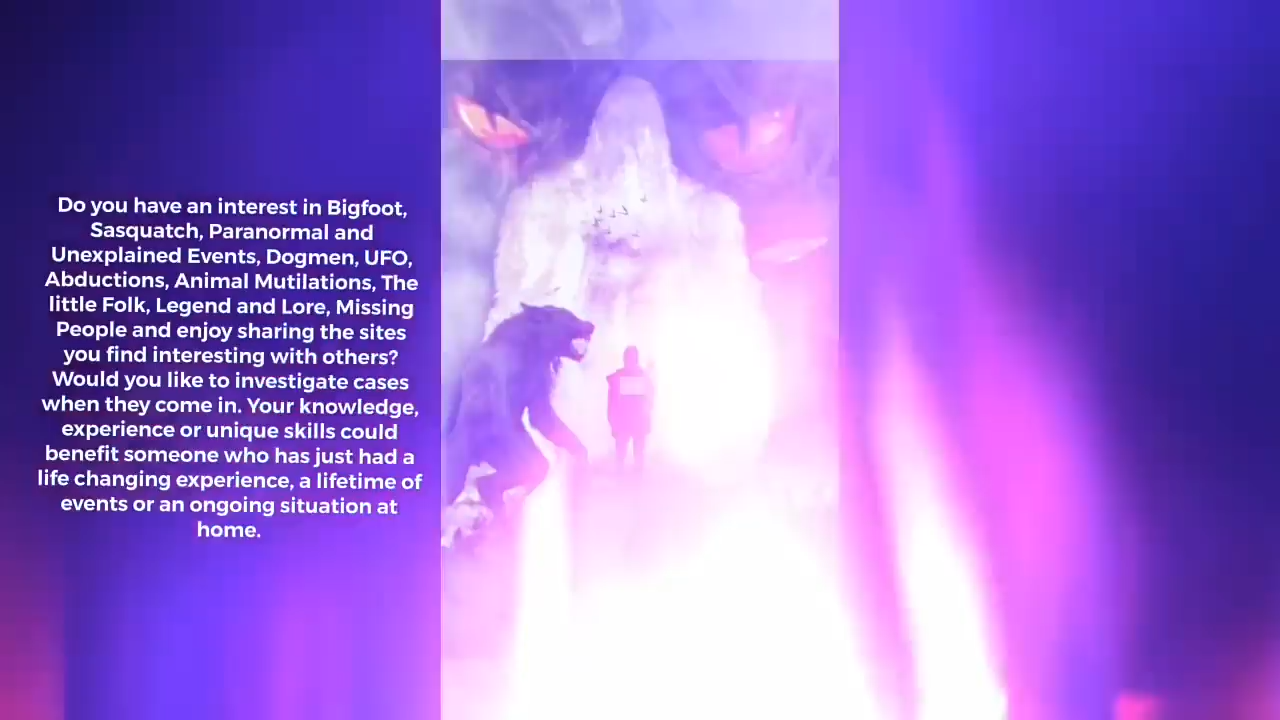 Do you have an interest in Bigfoot,
Sasquatch, Paranormal and
Unexplained Events, Dogmen, UFO,
Abductions, Animal Mutilations, The
little Folk, Legend and Lore, Missing
People and enjoy sharing the sites
you find interesting with others?
Would you like to investigate cases
when they come in. Your knowledge,
experience or unique skills could
benefit someone who has just had a
life changing experience, a lifetime of
events or an ongoing situation at
home.